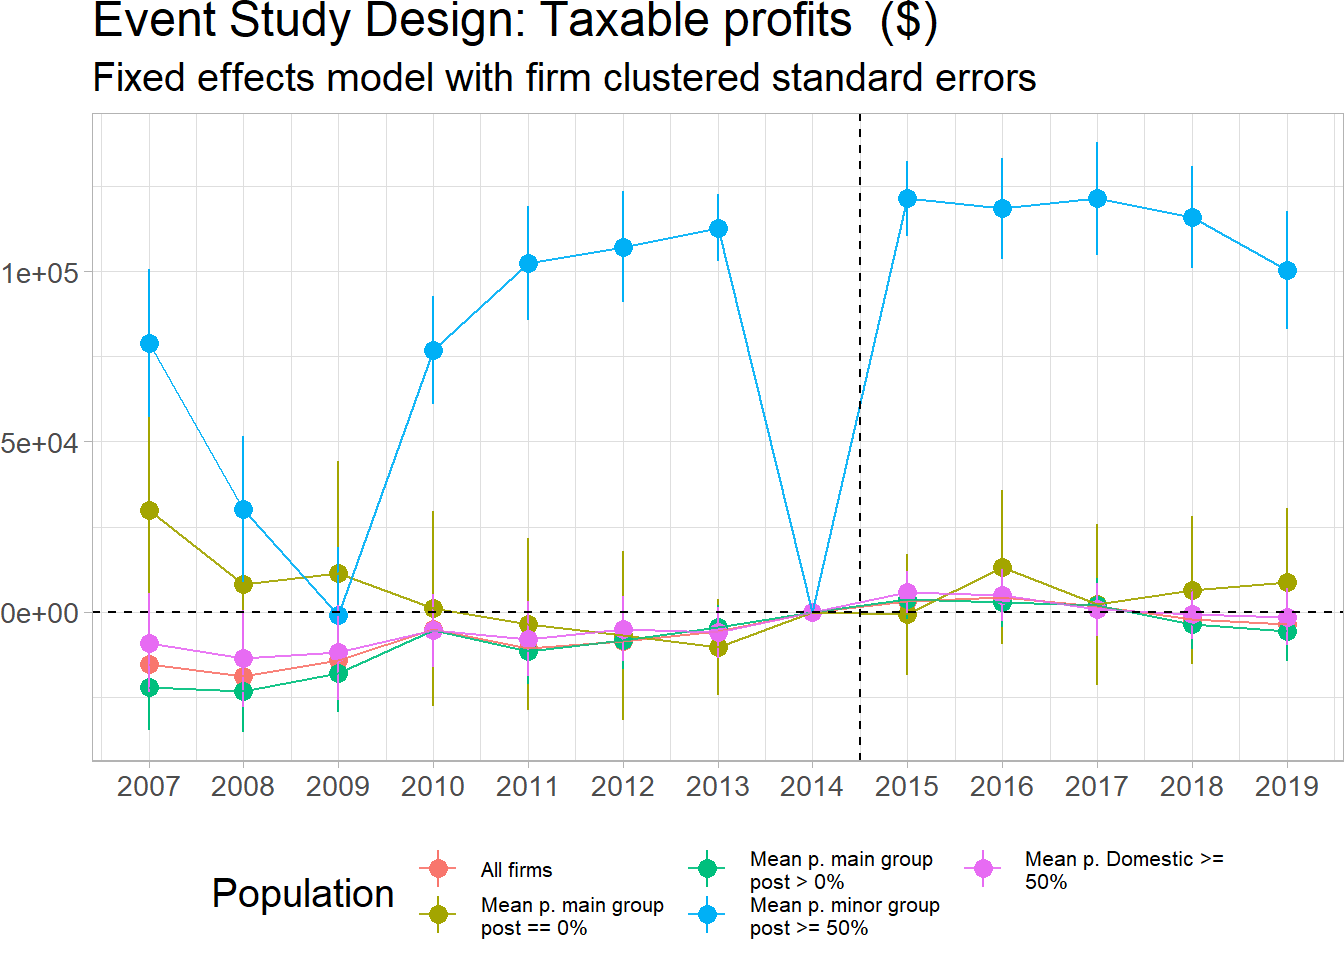 Event Study Design: Taxable profits  ($)
Fixed effects model with firm clustered standard errors
1e+05
5e+04
0e+00
2007 2008 2009 2010 2011 2012 2013 2014 2015 2016 2017 2018 2019
Population
All firms
Mean p. main group
post == 0%
Mean p. main group
post > 0%
Mean p. minor group
post >= 50%
Mean p. Domestic >=
50%